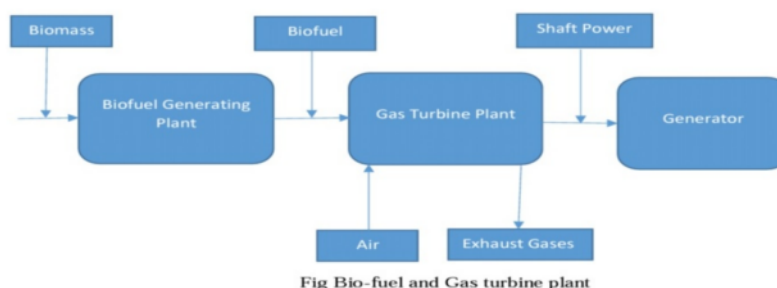 Biomass
Biofuel
Shaft Power
Biofuel Generating
Plant
Gas Turbine Plant
Generator
Air
Exhaust Gases
Fig Bio-fuel and Gas turbine plant